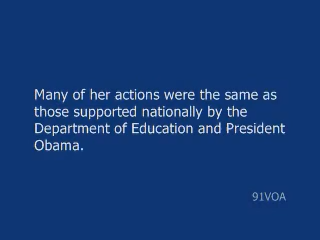 Many of her actions were the same as
those supported nationally by the
Department of Education and President
Obama.
91VOA